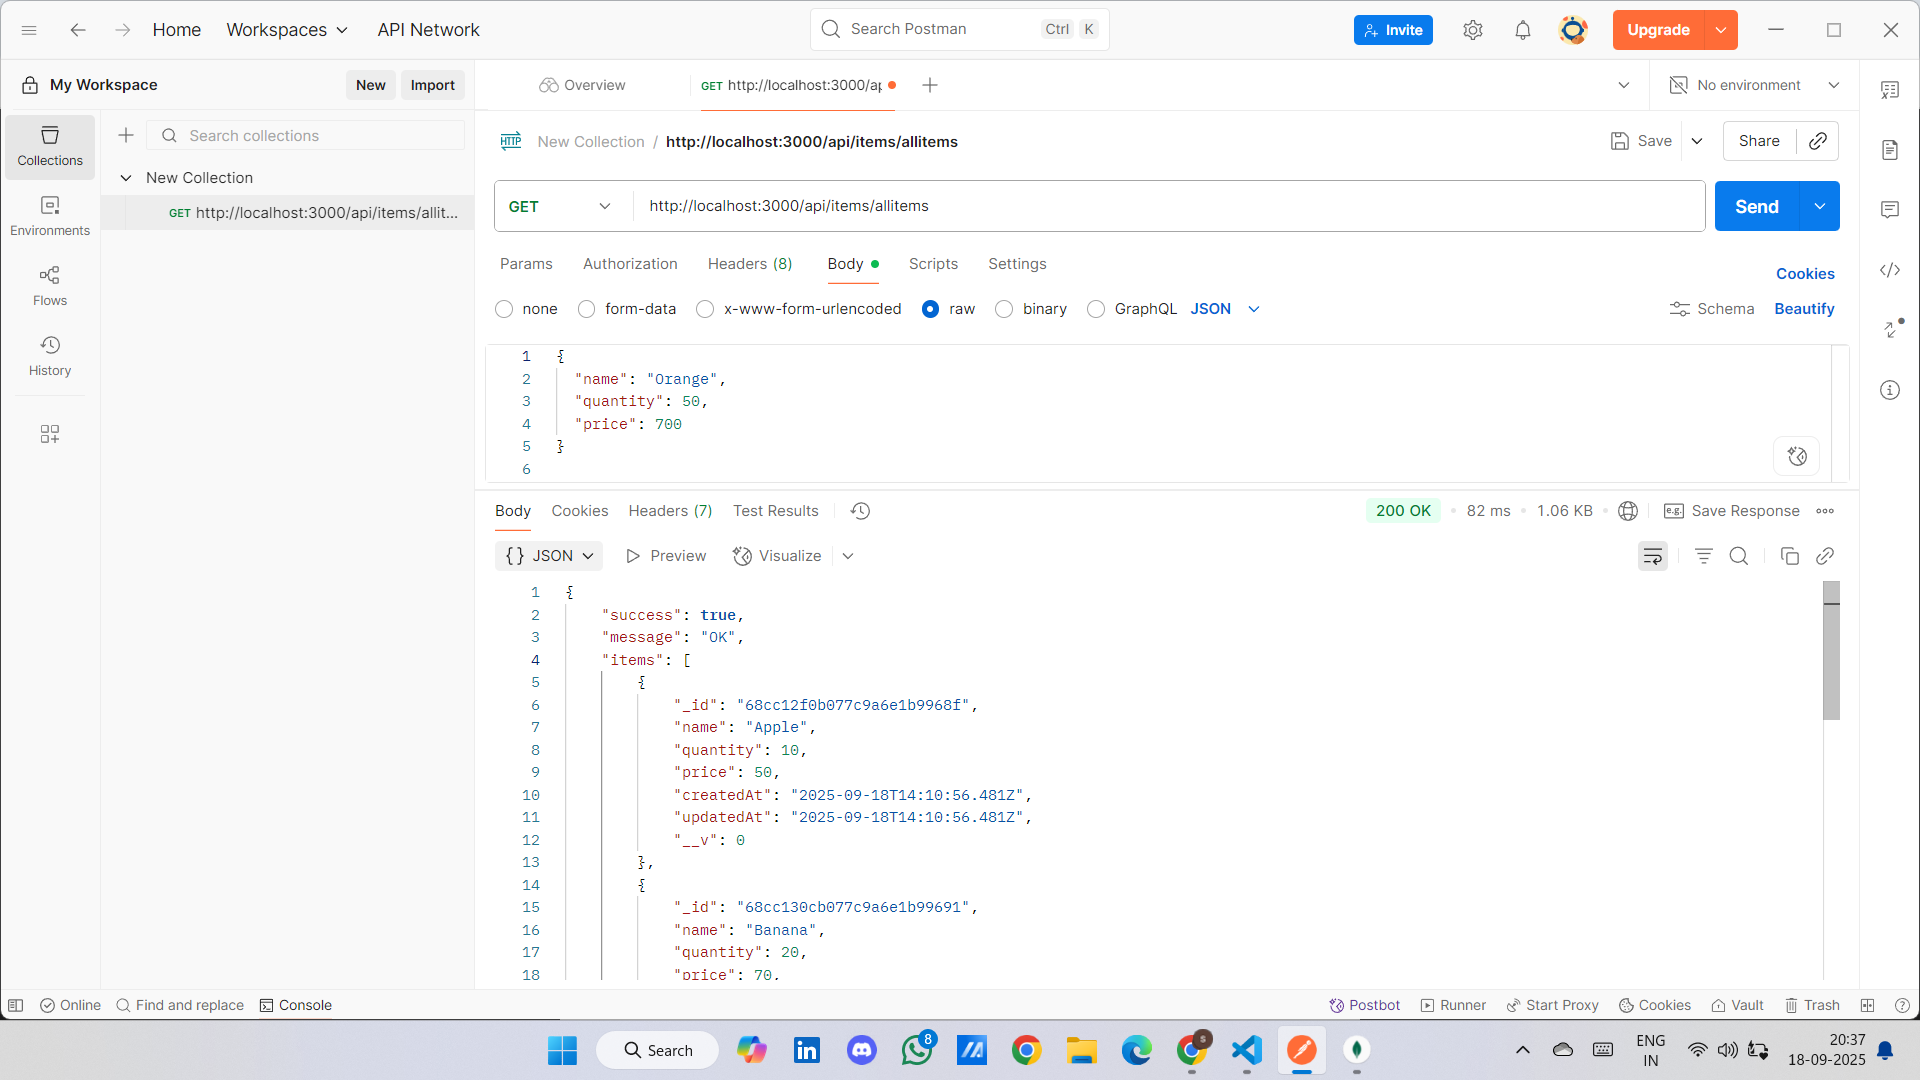 Home Workspaces API Network Search Postman Ctrl K Invite Upgrade
My Workspace New Import Overview GET http://localhost:3000/ap No environment
Collections
Environments
Flows
History
Search collections
New Collection
GET http://localhost:3000/api/items/allit...
HTTP New Collection / http://localhost:3000/api/items/allitems Save Share
GET http://localhost:3000/api/items/allitems Send
Params Authorization Headers (8) Body Scripts Settings Cookies
none form-data x-www-form-urlencoded raw binary GraphQL JSON Schema Beautify
1 {
2 "name": "Orange",
3 "quantity": 50,
4 "price": 700
5 }
6
Body Cookies Headers (7) Test Results 200 OK • 82 ms • 1.06 KB • e.g. Save Response
{} JSON Preview Visualize
1 {
2 "success": true,
3 "message": "OK",
4 "items": [
5 {
6 "_id": "68cc12f0b077c9a6e1b9968f",
7 "name": "Apple",
8 "quantity": 10,
9 "price": 50,
10 "createdAt": "2025-09-18T14:10:56.481Z",
11 "updatedAt": "2025-09-18T14:10:56.481Z",
12 "__v": 0
13 },
14 {
15 "_id": "68cc130cb077c9a6e1b99691",
16 "name": "Banana",
17 "quantity": 20,
18 "price": 70,
Online Find and replace Console Postbot Runner Start Proxy Cookies Vault Trash
Search 8 S ENG 20:37
IN 18-09-2025